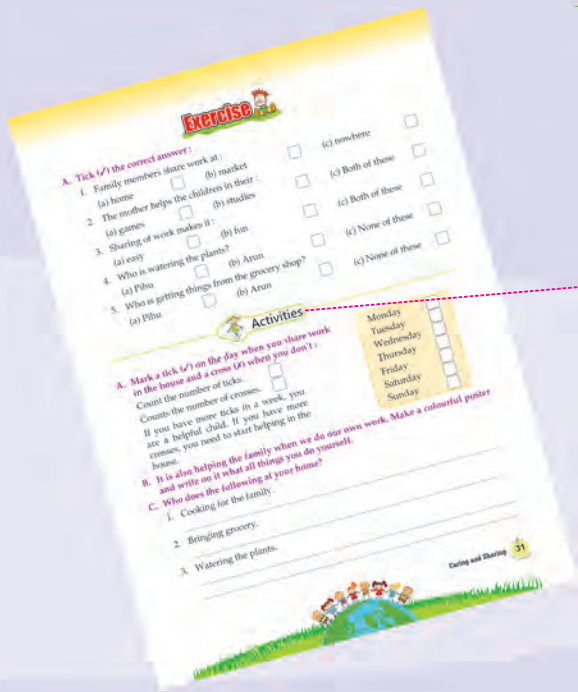 Exercise
A. Tick (✓) the correct answer :
1. Family members share work at :
(a) home (b) market (c) nowhere
2. The mother helps the children in their :
(a) games (b) studies (c) Both of these
3. Sharing of work makes it :
(a) easy (b) fun (c) Both of these
4. Who is watering the plants?
(a) Pihu (b) Arun (c) None of these
5. Who is getting things from the grocery shop?
(a) Pihu (b) Arun (c) None of these
Activities
A. Mark a tick (✓) on the day when you share work
in the house and a cross (✗) when you don't :
Count the number of ticks.
Counts the number of crosses.
If you have more ticks in a week, you
are a helpful child. If you have more
crosses, you need to start helping in the
house.
Monday
Tuesday
Wednesday
Thursday
Friday
Saturday
Sunday
B. It is also helping the family when we do our own work. Make a colourful poster
and write on it what all things you do yourself.
C. Who does the following at your home?
1. Cooking for the family.
2. Bringing grocery.
3. Watering the plants.
Caring and Sharing 31